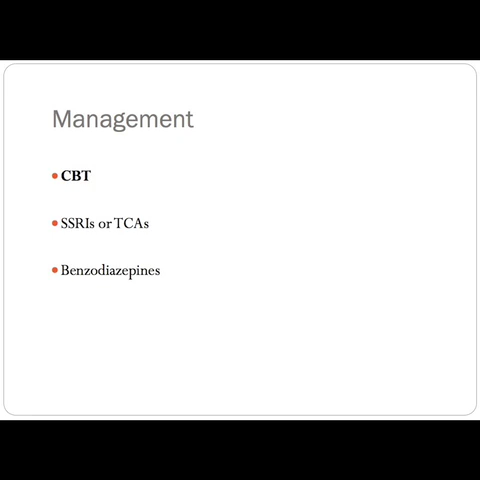 Management
• CBT
• SSRIs or TCAs
• Benzodiazepines